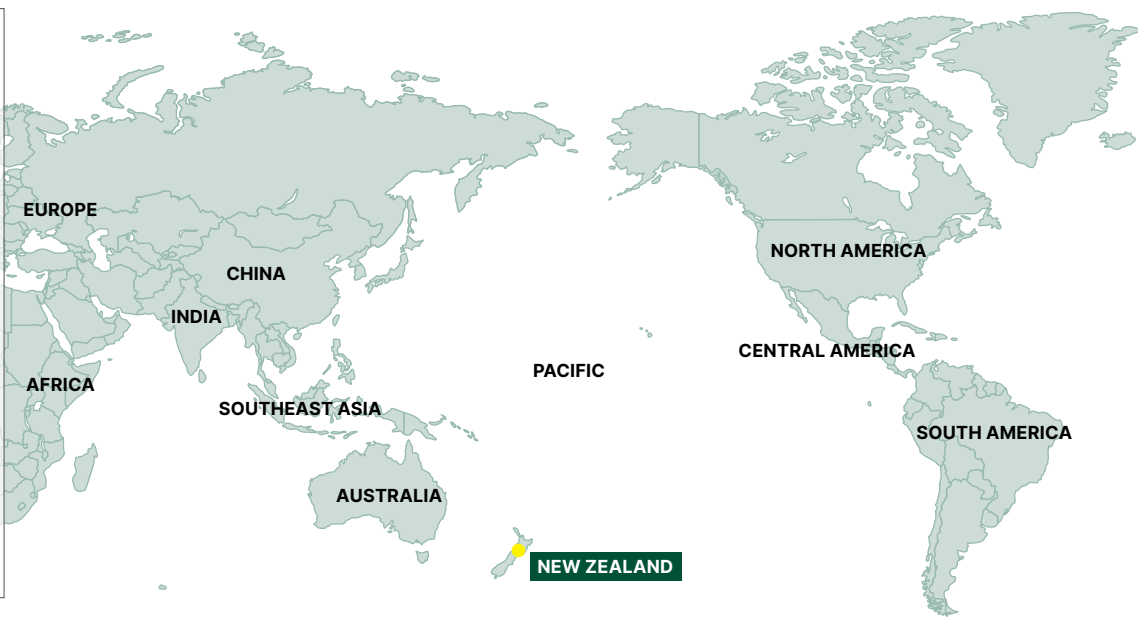 EUROPE
NORTH AMERICA
CHINA
INDIA
CENTRAL AMERICA
PACIFIC
AFRICA
SOUTHEAST ASIA
SOUTH AMERICA
AUSTRALIA
NEW ZEALAND